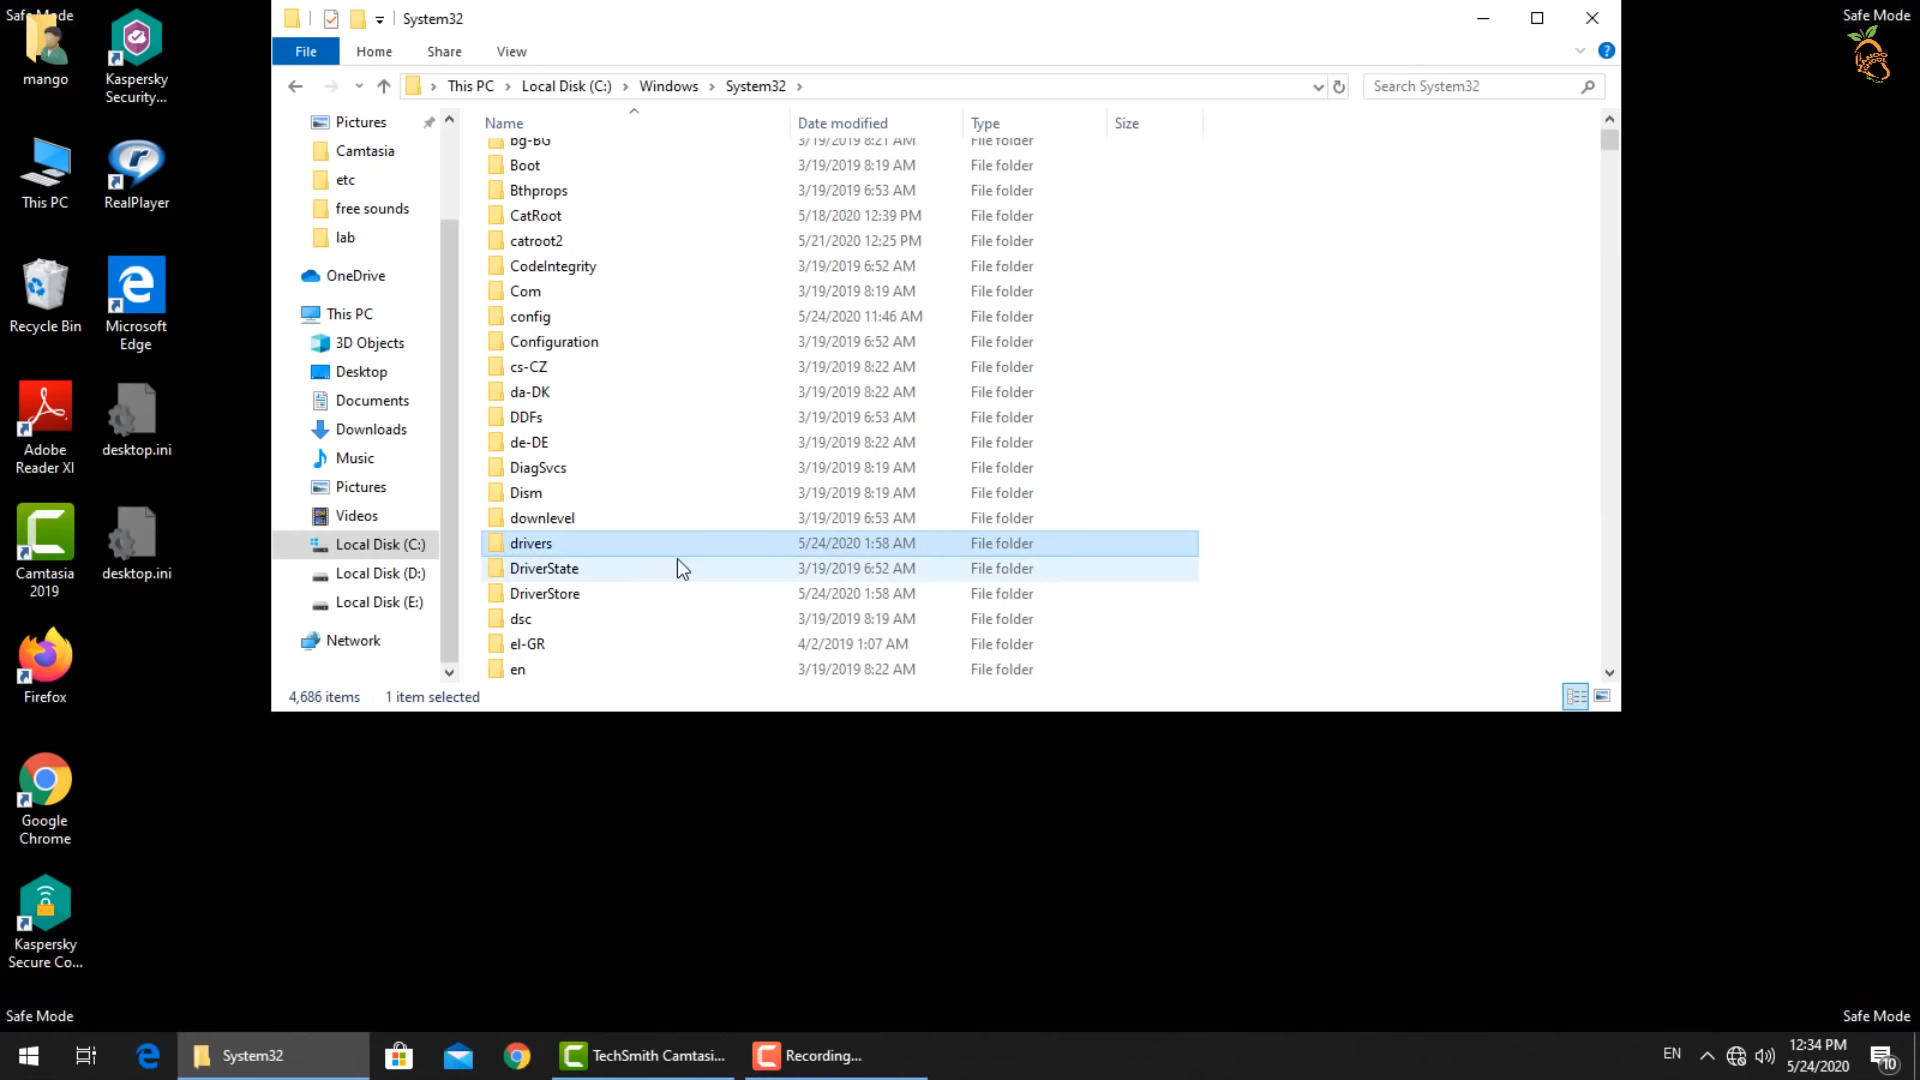 Safe Mode
Safe Mode
mango
Kaspersky
Security...
This PC
RealPlayer
Recycle Bin
Microsoft
Edge
Adobe
Reader XI
desktop.ini
Camtasia
2019
desktop.ini
Firefox
Google
Chrome
Kaspersky
Secure Co...
System32
File Home Share View
This PC Local Disk (C:) Windows System32
Search System32
Pictures
Camtasia
etc
free sounds
lab
OneDrive
This PC
3D Objects
Desktop
Documents
Downloads
Music
Pictures
Videos
Local Disk (C:)
Local Disk (D:)
Local Disk (E:)
Network
Name Date modified Type Size
bg-BG 3/19/2019 8:21 AM File folder
Boot 3/19/2019 8:19 AM File folder
Bthprops 3/19/2019 6:53 AM File folder
CatRoot 5/18/2020 12:39 PM File folder
catroot2 5/21/2020 12:25 PM File folder
CodeIntegrity 3/19/2019 6:52 AM File folder
Com 3/19/2019 8:19 AM File folder
config 5/24/2020 11:46 AM File folder
Configuration 3/19/2019 6:52 AM File folder
cs-CZ 3/19/2019 8:22 AM File folder
da-DK 3/19/2019 8:22 AM File folder
DDFs 3/19/2019 6:53 AM File folder
de-DE 3/19/2019 8:22 AM File folder
DiagSvcs 3/19/2019 8:19 AM File folder
Dism 3/19/2019 8:19 AM File folder
downlevel 3/19/2019 6:53 AM File folder
drivers 5/24/2020 1:58 AM File folder
DriverState 3/19/2019 6:52 AM File folder
DriverStore 5/24/2020 1:58 AM File folder
dsc 3/19/2019 8:19 AM File folder
el-GR 4/2/2019 1:07 AM File folder
en 3/19/2019 8:22 AM File folder
4,686 items 1 item selected
Safe Mode
Safe Mode
System32
TechSmith Camtasi...
Recording...
EN
12:34 PM
5/24/2020
10